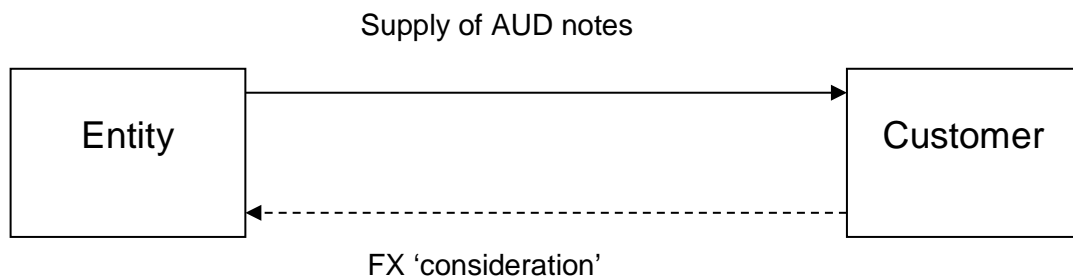 Supply of AUD notes
Entity
Customer
FX ‘consideration’